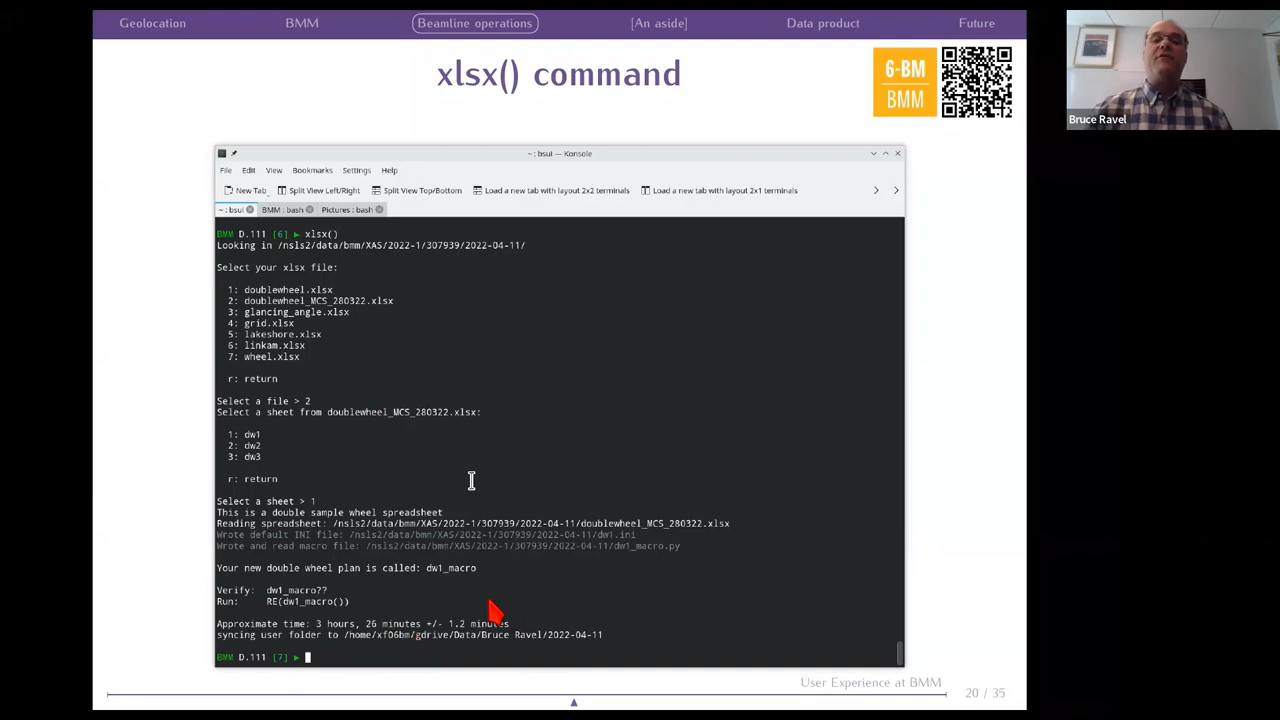 Geolocation BMM Beamline operations [An aside] Data product Future
xlsx() command
6-BM
BMM
Bruce Ravel
~ : bsui — Konsole
File Edit View Bookmarks Settings Help
New Tab Split View Left/Right Split View Top/Bottom Load a new tab with layout 2x2 terminals Load a new tab with layout 2x1 terminals
~ : bsui BMM : bash Pictures : bash
BMM D.111 [6] ▶ xlsx()
Looking in /nsls2/data/bmm/XAS/2022-1/307939/2022-04-11/
Select your xlsx file:
1: doublewheel.xlsx
2: doublewheel_MCS_280322.xlsx
3: glancing_angle.xlsx
4: grid.xlsx
5: lakeshore.xlsx
6: linkam.xlsx
7: wheel.xlsx
r: return
Select a file > 2
Select a sheet from doublewheel_MCS_280322.xlsx:
1: dw1
2: dw2
3: dw3
r: return
Select a sheet > 1
This is a double sample wheel spreadsheet
Reading spreadsheet: /nsls2/data/bmm/XAS/2022-1/307939/2022-04-11/doublewheel_MCS_280322.xlsx
Wrote default INI file: /nsls2/data/bmm/XAS/2022-1/307939/2022-04-11/dw1.ini
Wrote and read macro file: /nsls2/data/bmm/XAS/2022-1/307939/2022-04-11/dw1_macro.py
Your new double wheel plan is called: dw1_macro
Verify: dw1_macro??
Run: RE(dw1_macro())
Approximate time: 3 hours, 26 minutes +/- 1.2 minutes
syncing user folder to /home/xf06bm/gdrive/Data/Bruce Ravel/2022-04-11
BMM D.111 [7] ▶
User Experience at BMM
20 / 35